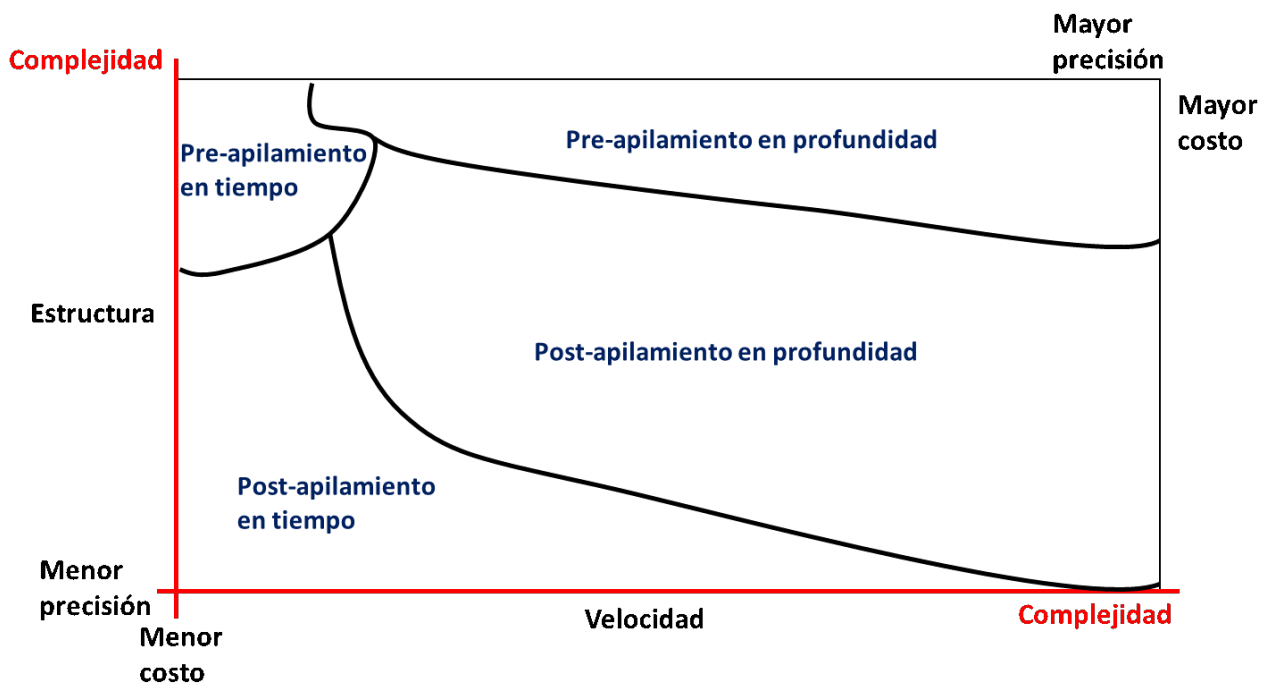 Mayor
precisión
Complejidad
Mayor
costo
Pre-apilamiento en profundidad
Pre-apilamiento
en tiempo
Estructura
Post-apilamiento en profundidad
Post-apilamiento
en tiempo
Menor
precisión
Velocidad
Complejidad
Menor
costo